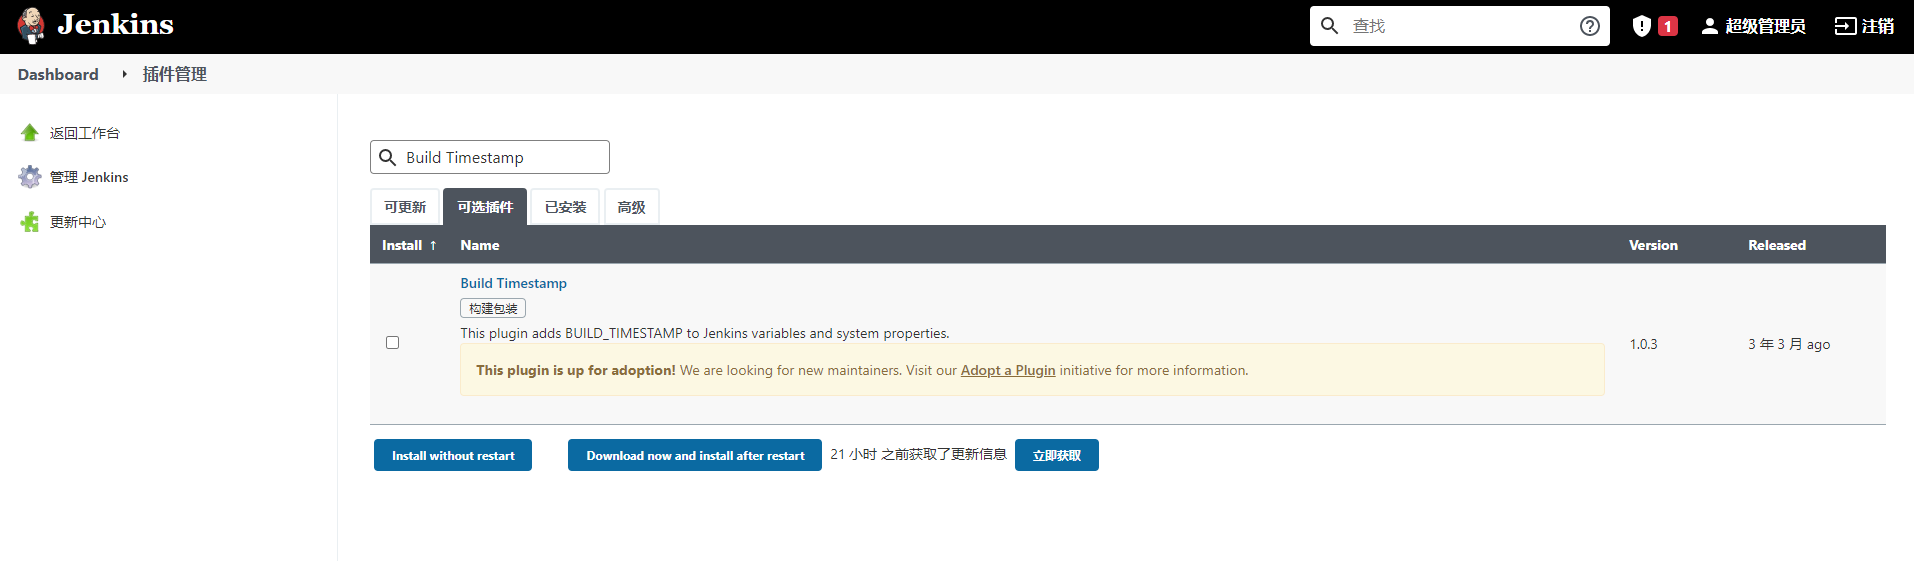 Jenkins
查找
1
超级管理员
注销
Dashboard
插件管理
返回工作台
管理 Jenkins
更新中心
Build Timestamp
可更新
可选插件
已安装
高级
Install ↑ Name Version Released
Build Timestamp
构建包装
This plugin adds BUILD_TIMESTAMP to Jenkins variables and system properties.
This plugin is up for adoption! We are looking for new maintainers. Visit our Adopt a Plugin initiative for more information.
1.0.3
3 年 3 月 ago
Install without restart
Download now and install after restart
21 小时 之前获取了更新信息
立即获取